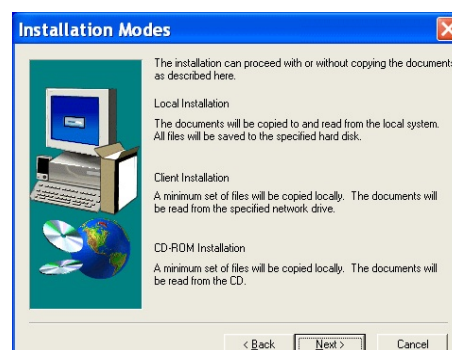 Installation Modes
The installation can proceed with or without copying the document
as described here.
Local Installation
The documents will be copied to and read from the local system.
All files will be saved to the specified hard disk.
Client Installation
A minimum set of files will be copied locally. The documents will
be read from the specified network drive.
CD-ROM Installation
A minimum set of files will be copied locally. The documents will
be read from the CD.
< Back
Next >
Cancel